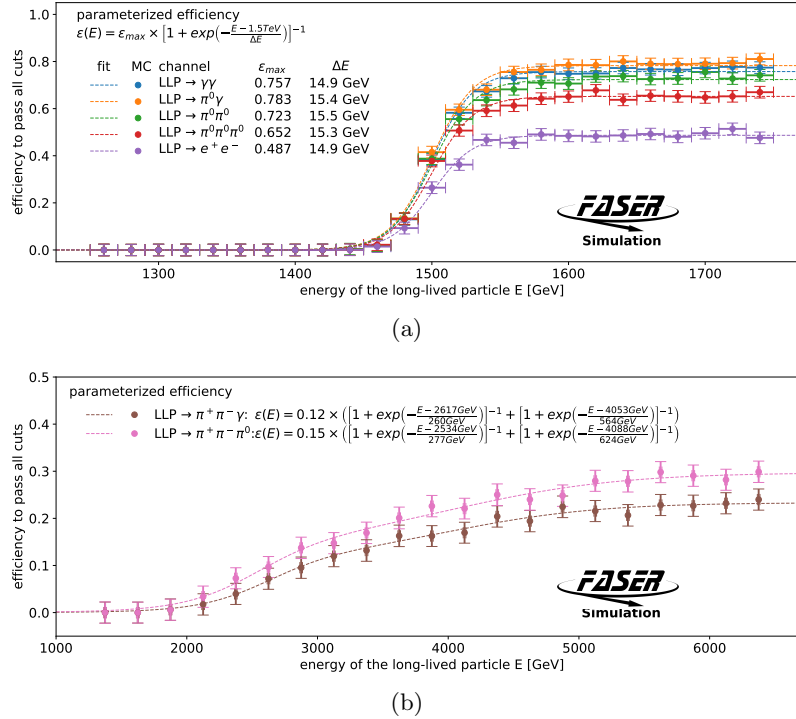 parameterized efficiency
ε(E) = ε_max × [1 + exp(-\frac{E-1.5TeV}{ΔE})]^{-1}
fit MC channel ε_max ΔE
LLP → γγ 0.757 14.9 GeV
LLP → π⁰γ 0.783 15.4 GeV
LLP → π⁰π⁰ 0.723 15.5 GeV
LLP → π⁰π⁰π⁰ 0.652 15.3 GeV
LLP → e⁺e⁻ 0.487 14.9 GeV
efficiency to pass all cuts
1.0
0.8
0.6
0.4
0.2
0.0
FASER
Simulation
1300 1400 1500 1600 1700
energy of the long-lived particle E [GeV]
(a)
parameterized efficiency
LLP → π⁺π⁻γ: ε(E) = 0.12 × ([1 + exp(-\frac{E-2617GeV}{260GeV})]^{-1} + [1 + exp(-\frac{E-4053GeV}{564GeV})]^{-1})
LLP → π⁺π⁻π⁰:ε(E) = 0.15 × ([1 + exp(-\frac{E-2534GeV}{277GeV})]^{-1} + [1 + exp(-\frac{E-4088GeV}{624GeV})]^{-1})
efficiency to pass all cuts
0.5
0.4
0.3
0.2
0.1
0.0
FASER
Simulation
1000 2000 3000 4000 5000 6000
energy of the long-lived particle E [GeV]
(b)